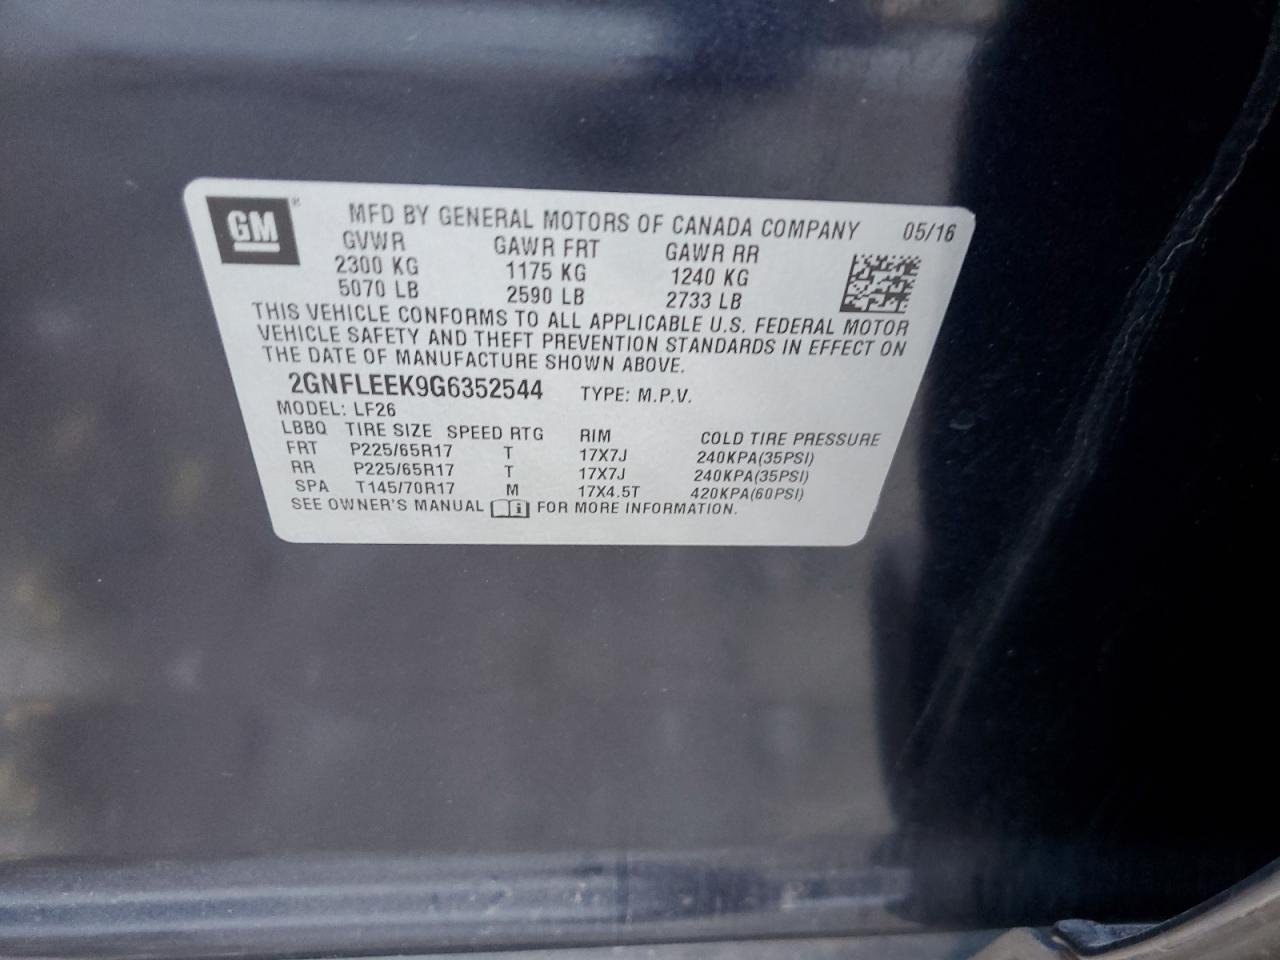 GM ® MFD BY GENERAL MOTORS OF CANADA COMPANY 05/16
GVWR GAWR FRT GAWR RR
2300 KG 1175 KG 1240 KG
5070 LB 2590 LB 2733 LB
THIS VEHICLE CONFORMS TO ALL APPLICABLE U.S. FEDERAL MOTOR
VEHICLE SAFETY AND THEFT PREVENTION STANDARDS IN EFFECT ON
THE DATE OF MANUFACTURE SHOWN ABOVE.
2GNFLEEK9G6352544 TYPE: M.P.V.
MODEL: LF26
LBBQ TIRE SIZE SPEED RTG RIM COLD TIRE PRESSURE
FRT P225/65R17 T 17X7J 240KPA(35PSI)
RR P225/65R17 T 17X7J 240KPA(35PSI)
SPA T145/70R17 M 17X4.5T 420KPA(60PSI)
SEE OWNER'S MANUAL i FOR MORE INFORMATION.